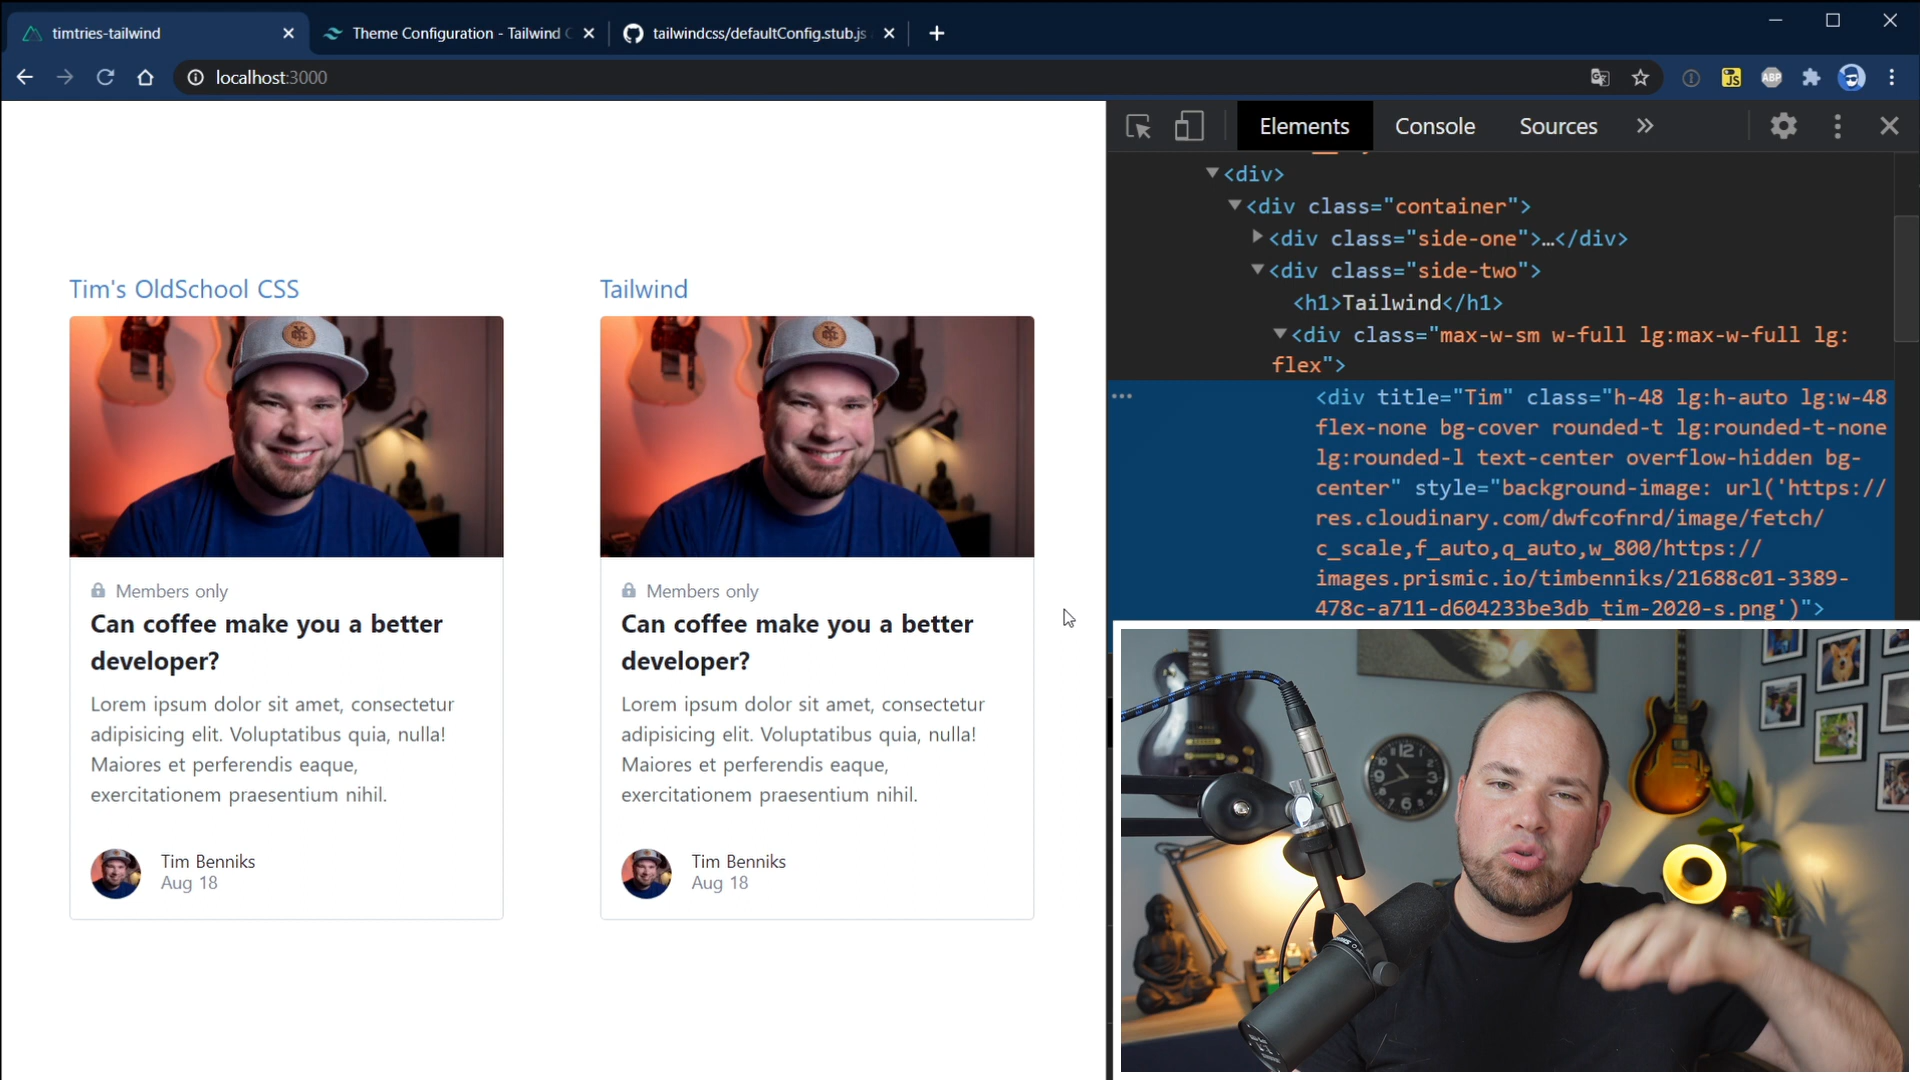 timtries-tailwind
Theme Configuration - Tailwind C
tailwindcss/defaultConfig.stub.js
localhost:3000
JS
ABP
Elements
Console
Sources
<div>
<div class="container">
<div class="side-one">…</div>
<div class="side-two">
<h1>Tailwind</h1>
<div class="max-w-sm w-full lg:max-w-full lg:
flex">
<div title="Tim" class="h-48 lg:h-auto lg:w-48
flex-none bg-cover rounded-t lg:rounded-t-none
lg:rounded-l text-center overflow-hidden bg-
center" style="background-image: url('https://
res.cloudinary.com/dwfcofnrd/image/fetch/
c_scale,f_auto,q_auto,w_800/https://
images.prismic.io/timbenniks/21688c01-3389-
478c-a711-d604233be3db_tim-2020-s.png')">
Tim's OldSchool CSS
Members only
Can coffee make you a better
developer?
Lorem ipsum dolor sit amet, consectetur
adipisicing elit. Voluptatibus quia, nulla!
Maiores et perferendis eaque,
exercitationem praesentium nihil.
Tim Benniks
Aug 18
Tailwind
Members only
Can coffee make you a better
developer?
Lorem ipsum dolor sit amet, consectetur
adipisicing elit. Voluptatibus quia, nulla!
Maiores et perferendis eaque,
exercitationem praesentium nihil.
Tim Benniks
Aug 18